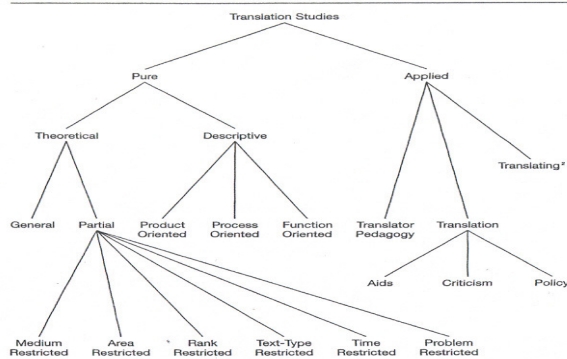 Translation Studies
Pure
Applied
Theoretical
Descriptive
Translating²
General
Partial
Product
Oriented
Process
Oriented
Function
Oriented
Translator
Pedagogy
Translation
Aids
Criticism
Policy
Medium
Restricted
Area
Restricted
Rank
Restricted
Text-Type
Restricted
Time
Restricted
Problem
Restricted